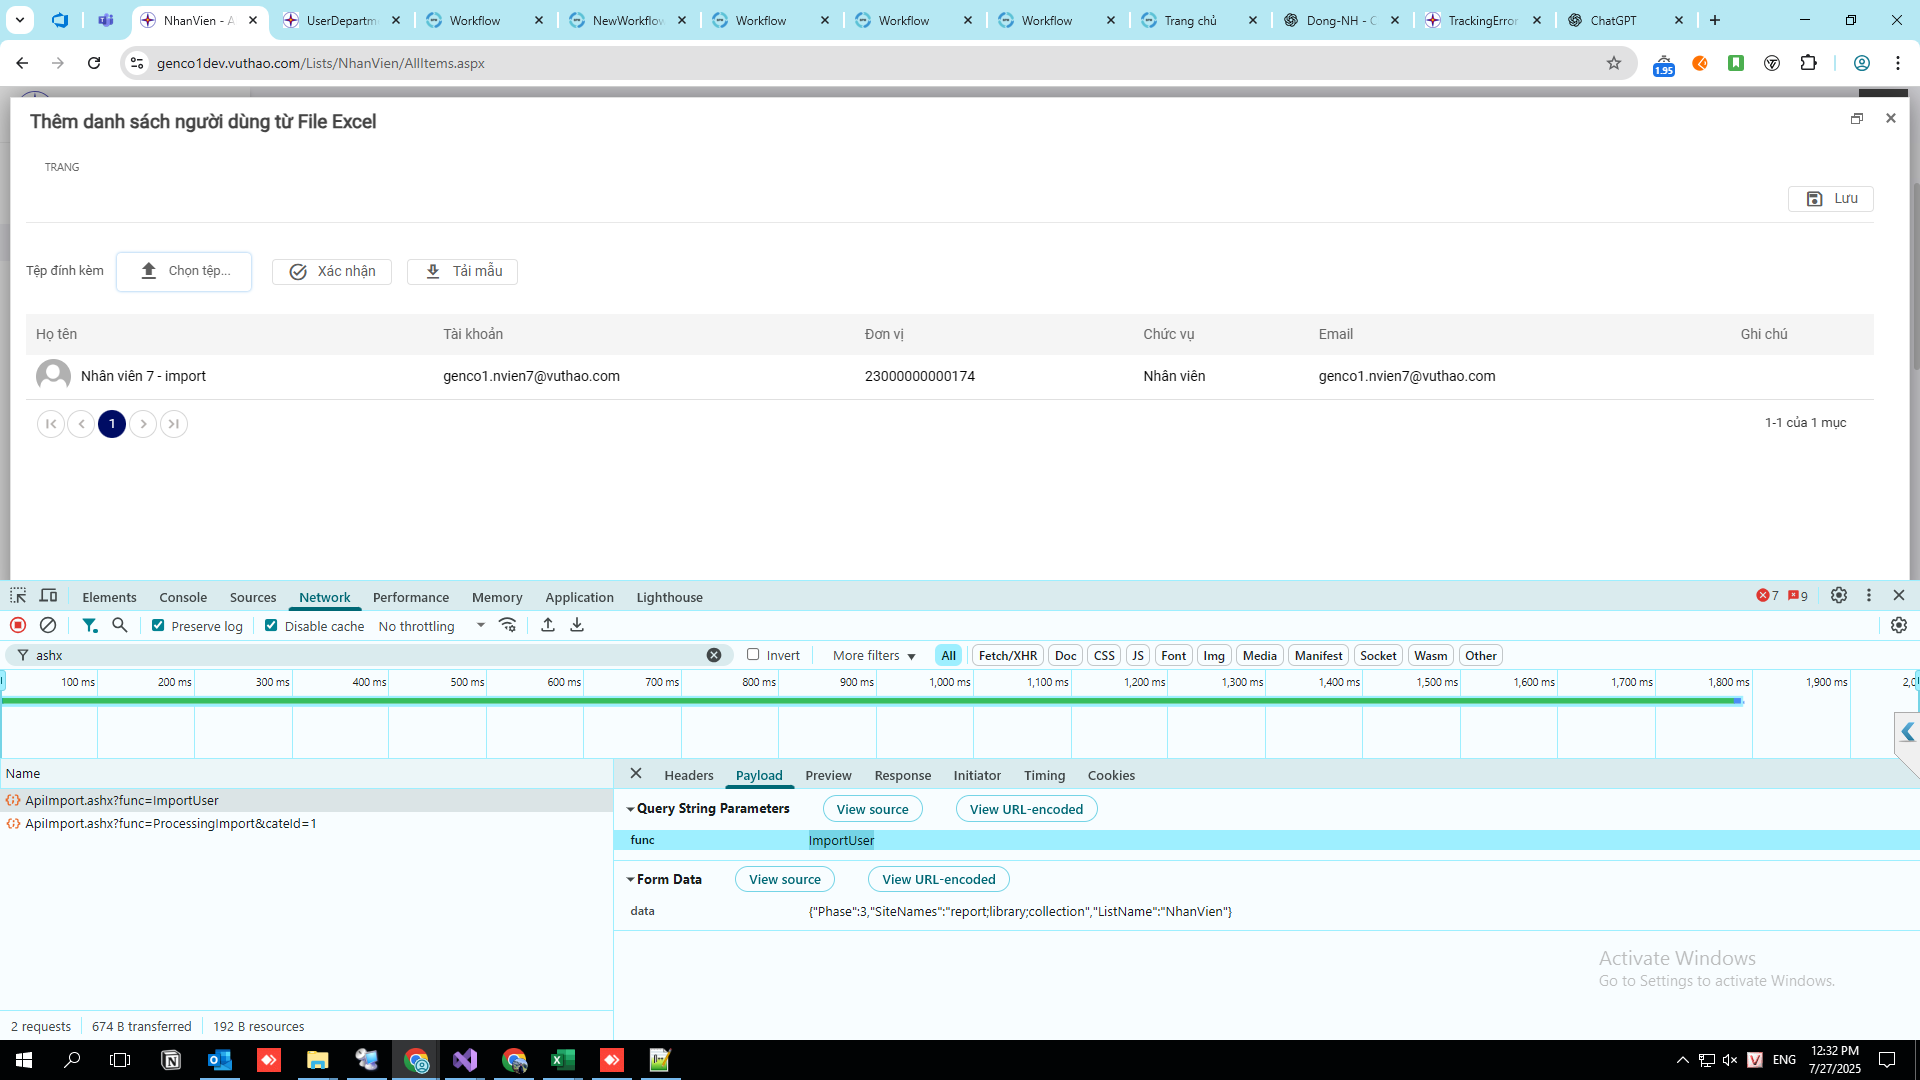 NhanVien - A
UserDepartm
Workflow
NewWorkflow
Workflow
Workflow
Workflow
Trang chủ
Dong-NH - C
TrackingError
ChatGPT
genco1dev.vuthao.com/Lists/NhanVien/AllItems.aspx
1.95
Thêm danh sách người dùng từ File Excel
TRANG
Lưu
Tệp đính kèm
Chọn tệp...
Xác nhận
Tải mẫu
Họ tên
Tài khoản
Đơn vị
Chức vụ
Email
Ghi chú
Nhân viên 7 - import
genco1.nvien7@vuthao.com
23000000000174
Nhân viên
genco1.nvien7@vuthao.com
1
1-1 của 1 mục
Elements
Console
Sources
Network
Performance
Memory
Application
Lighthouse
7
9
Preserve log
Disable cache
No throttling
ashx
Invert
More filters
All
Fetch/XHR
Doc
CSS
JS
Font
Img
Media
Manifest
Socket
Wasm
Other
100 ms
200 ms
300 ms
400 ms
500 ms
600 ms
700 ms
800 ms
900 ms
1,000 ms
1,100 ms
1,200 ms
1,300 ms
1,400 ms
1,500 ms
1,600 ms
1,700 ms
1,800 ms
1,900 ms
2,0
Name
Headers
Payload
Preview
Response
Initiator
Timing
Cookies
ApiImport.ashx?func=ImportUser
ApiImport.ashx?func=ProcessingImport&cateId=1
Query String Parameters
View source
View URL-encoded
func
ImportUser
Form Data
View source
View URL-encoded
data
{"Phase":3,"SiteNames":"report;library;collection","ListName":"NhanVien"}
Activate Windows
Go to Settings to activate Windows.
2 requests
674 B transferred
192 B resources
ENG
12:32 PM
7/27/2025